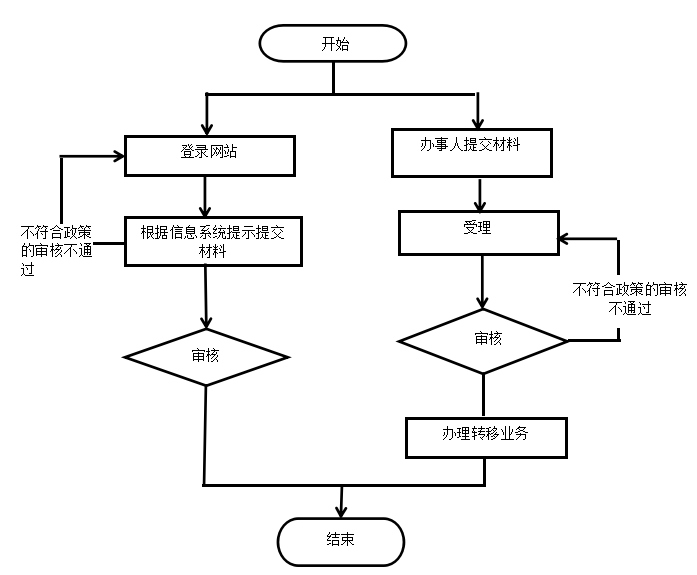 开始
登录网站
办事人提交材料
不符合政策
的审核不通
过
根据信息系统提示提交
材料
受理
不符合政策的审核
不通过
审核
审核
办理转移业务
结束